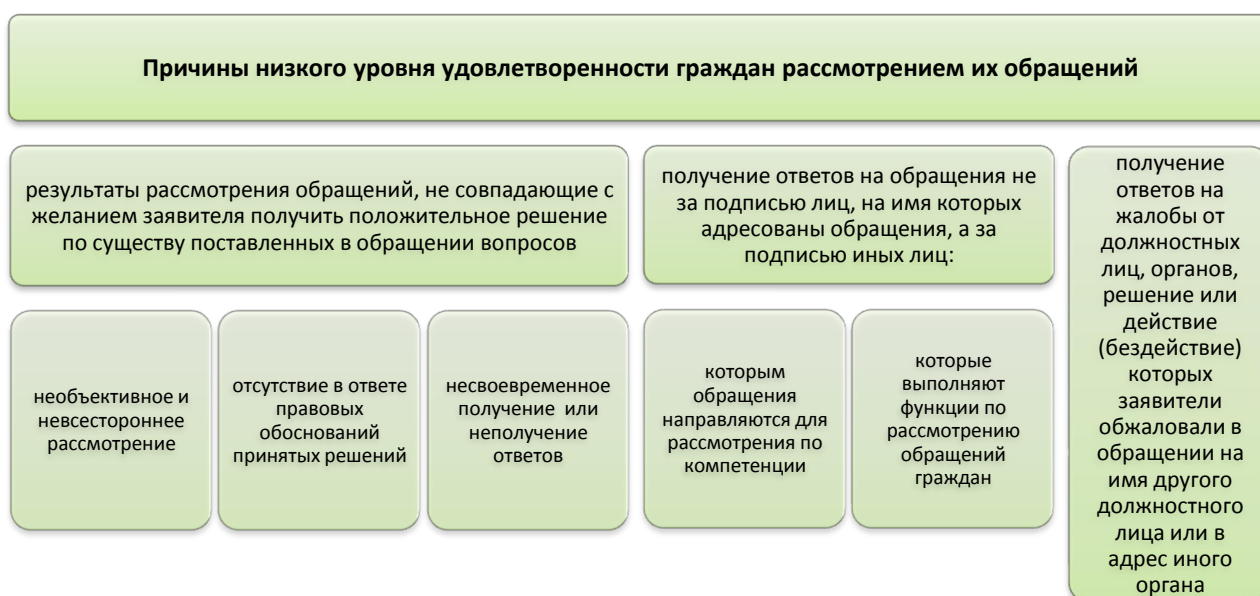 Причины низкого уровня удовлетворенности граждан рассмотрением их обращений
результаты рассмотрения обращений, не совпадающие с
желанием заявителя получить положительное решение
по существу поставленных в обращении вопросов
необъективное и
невсестороннее
рассмотрение
отсутствие в ответе
правовых
обоснований
принятых решений
несвоевременное
получение или
неполучение
ответов
получение ответов на обращения не
за подписью лиц, на имя которых
адресованы обращения, а за
подписью иных лиц:
которым
обращения
направляются для
рассмотрения по
компетенции
которые
выполняют
функции по
рассмотрению
обращений
граждан
получение
ответов на
жалобы от
должностных
лиц, органов,
решение или
действие
(бездействие)
которых
заявители
обжаловали в
обращении на
имя другого
должностного
лица или в
адрес иного
органа